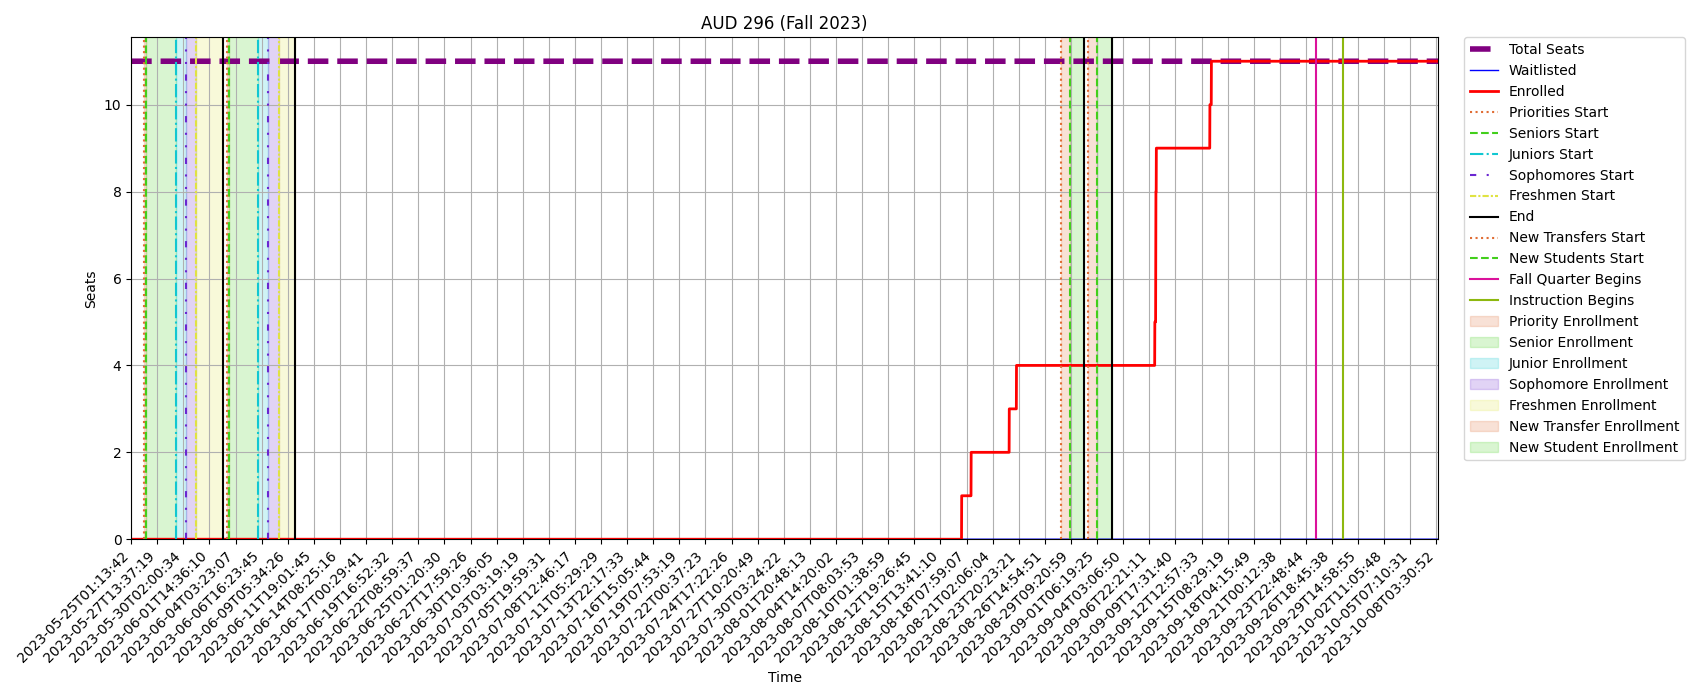 AUD 296 (Fall 2023)
Seats
10
8
6
4
2
0
2023-05-25T01:13:42
2023-05-27T13:37:19
2023-05-30T02:00:34
2023-06-01T14:36:10
2023-06-04T03:23:07
2023-06-06T16:23:45
2023-06-09T05:34:26
2023-06-11T19:01:45
2023-06-14T08:25:16
2023-06-17T00:29:41
2023-06-19T16:52:32
2023-06-22T08:59:37
2023-06-25T01:20:30
2023-06-27T17:59:26
2023-06-30T10:36:05
2023-07-03T03:19:19
2023-07-05T19:59:31
2023-07-08T12:46:17
2023-07-11T05:29:29
2023-07-13T22:17:33
2023-07-16T15:05:44
2023-07-19T07:53:19
2023-07-22T00:37:23
2023-07-24T17:22:26
2023-07-27T10:20:49
2023-07-30T03:24:22
2023-08-01T20:48:13
2023-08-04T14:20:02
2023-08-07T08:03:53
2023-08-10T01:38:59
2023-08-12T19:26:45
2023-08-15T13:41:10
2023-08-18T07:59:07
2023-08-21T02:06:04
2023-08-23T20:23:21
2023-08-26T14:54:51
2023-08-29T09:20:59
2023-09-01T06:19:25
2023-09-04T03:06:50
2023-09-06T22:21:11
2023-09-09T17:31:40
2023-09-12T12:57:33
2023-09-15T08:29:19
2023-09-18T04:15:49
2023-09-21T00:12:38
2023-09-23T22:48:44
2023-09-26T18:45:38
2023-09-29T14:58:55
2023-10-02T11:05:48
2023-10-05T07:10:31
2023-10-08T03:30:52
Time
Total Seats
Waitlisted
Enrolled
Priorities Start
Seniors Start
Juniors Start
Sophomores Start
Freshmen Start
End
New Transfers Start
New Students Start
Fall Quarter Begins
Instruction Begins
Priority Enrollment
Senior Enrollment
Junior Enrollment
Sophomore Enrollment
Freshmen Enrollment
New Transfer Enrollment
New Student Enrollment